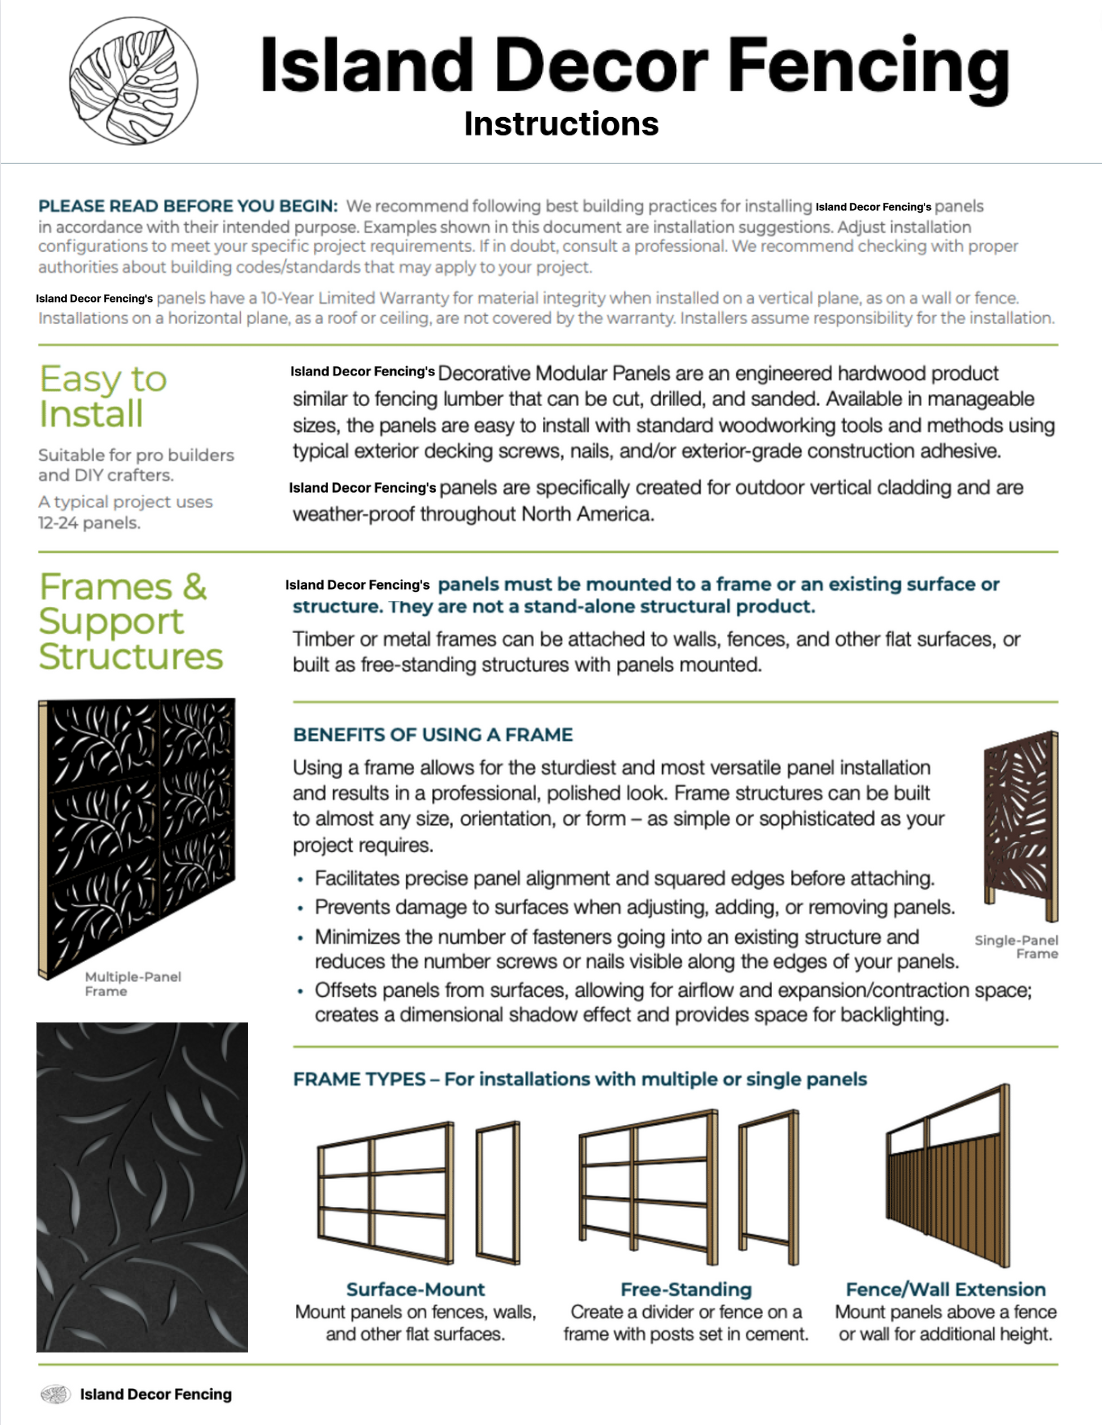 Island Decor Fencing
Instructions
PLEASE READ BEFORE YOU BEGIN: We recommend following best building practices for installing Island Decor Fencing's panels
in accordance with their intended purpose. Examples shown in this document are installation suggestions. Adjust installation
configurations to meet your specific project requirements. If in doubt, consult a professional. We recommend checking with proper
authorities about building codes/standards that may apply to your project.
Island Decor Fencing's panels have a 10-Year Limited Warranty for material integrity when installed on a vertical plane, as on a wall or fence.
Installations on a horizontal plane, as a roof or ceiling, are not covered by the warranty. Installers assume responsibility for the installation.
Easy to
Install
Suitable for pro builders
and DIY crafters.
A typical project uses
12-24 panels.
Island Decor Fencing's Decorative Modular Panels are an engineered hardwood product
similar to fencing lumber that can be cut, drilled, and sanded. Available in manageable
sizes, the panels are easy to install with standard woodworking tools and methods using
typical exterior decking screws, nails, and/or exterior-grade construction adhesive.
Island Decor Fencing's panels are specifically created for outdoor vertical cladding and are
weather-proof throughout North America.
Frames &
Support
Structures
Island Decor Fencing's panels must be mounted to a frame or an existing surface or
structure. They are not a stand-alone structural product.
Timber or metal frames can be attached to walls, fences, and other flat surfaces, or
built as free-standing structures with panels mounted.
Multiple-Panel
Frame
BENEFITS OF USING A FRAME
Using a frame allows for the sturdiest and most versatile panel installation
and results in a professional, polished look. Frame structures can be built
to almost any size, orientation, or form – as simple or sophisticated as your
project requires.
• Facilitates precise panel alignment and squared edges before attaching.
• Prevents damage to surfaces when adjusting, adding, or removing panels.
• Minimizes the number of fasteners going into an existing structure and
reduces the number screws or nails visible along the edges of your panels.
• Offsets panels from surfaces, allowing for airflow and expansion/contraction space;
creates a dimensional shadow effect and provides space for backlighting.
Single-Panel
Frame
FRAME TYPES – For installations with multiple or single panels
Surface-Mount
Mount panels on fences, walls,
and other flat surfaces.
Free-Standing
Create a divider or fence on a
frame with posts set in cement.
Fence/Wall Extension
Mount panels above a fence
or wall for additional height.
Island Decor Fencing